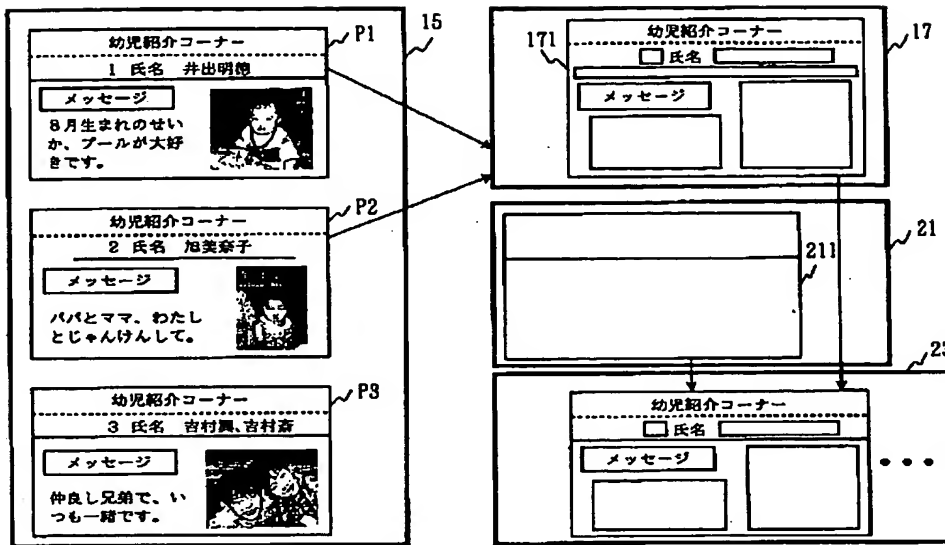 幼児紹介コーナー
P1
1 氏名 井出明徳
メッセージ
8月生まれのせい
か、プールが大好
きです。
幼児紹介コーナー
P2
2 氏名 旭美奈子
メッセージ
パパとママ、わたし
とじゃんけんして。
幼児紹介コーナー
P3
3 氏名 吉村翼、吉村斎
メッセージ
仲良し兄弟で、い
つも一緒です。
15
171
幼児紹介コーナー
17
氏名
メッセージ
21
211
幼児紹介コーナー
氏名
メッセージ